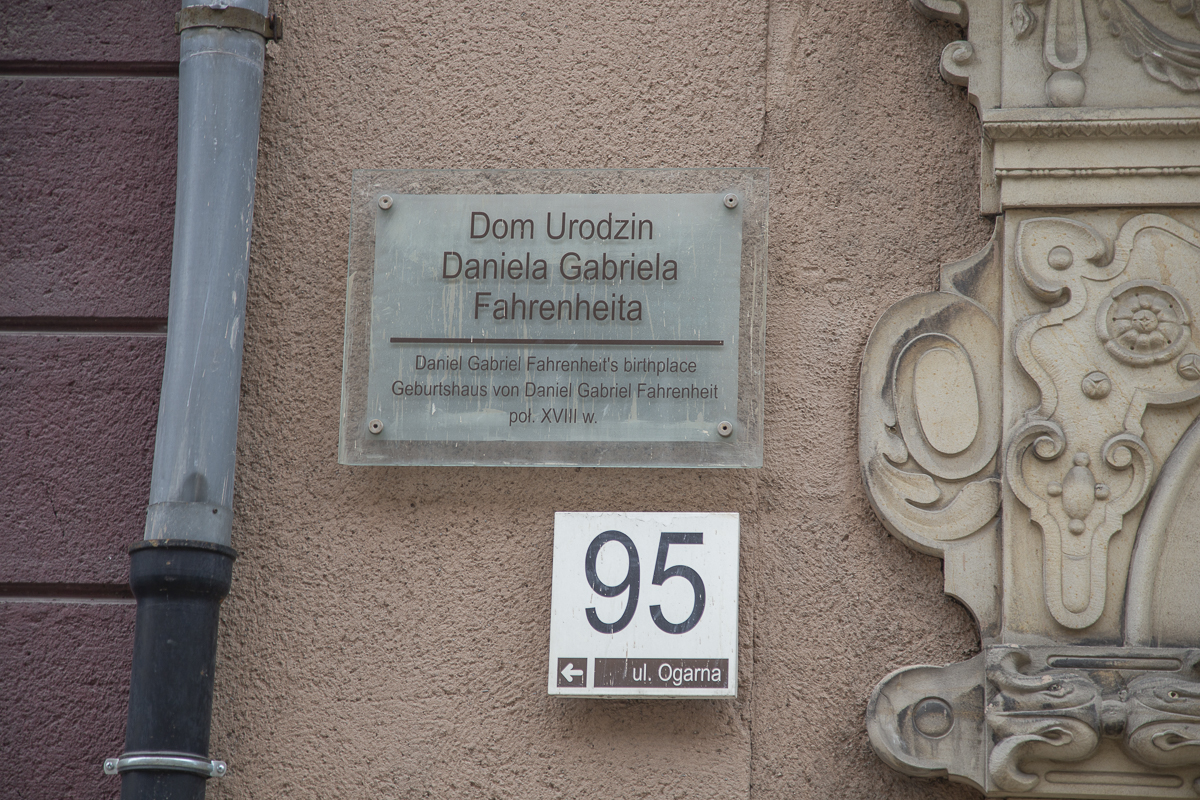 Dom Urodzin
Daniela Gabriela
Fahrenheita
Daniel Gabriel Fahrenheit's birthplace
Geburtshaus von Daniel Gabriel Fahrenheit
poł. XVIII w.
95
ul. Ogarna